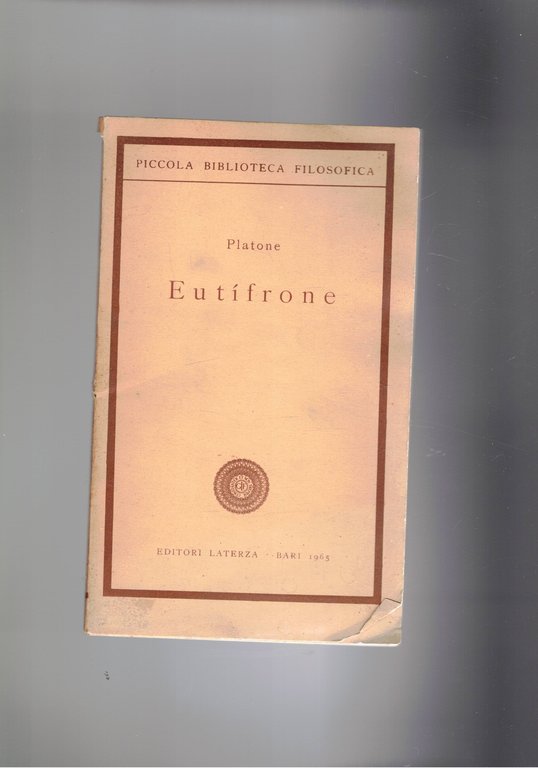 PICCOLA BIBLIOTECA FILOSOFICA
Platone
Eutífrone
EDITORI LATERZA - BARI 1965